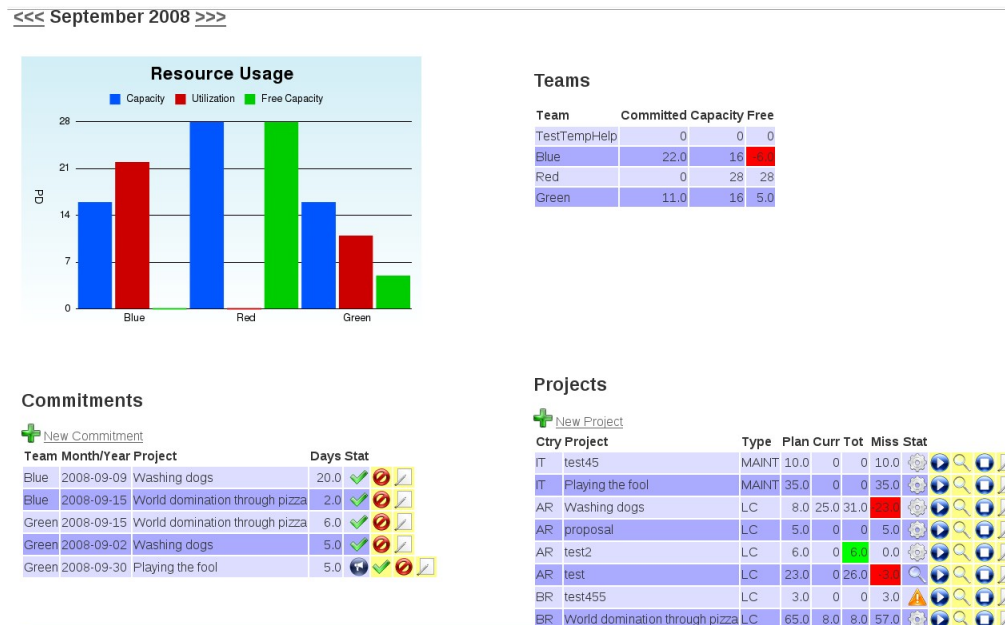 <<< September 2008 >>>
Resource Usage
Capacity Utilization Free Capacity
28
21
14
7
0
PD
Blue Red Green
Teams
Team Committed Capacity Free
TestTempHelp 0 0 0
Blue 22.0 16 -6.0
Red 0 28 28
Green 11.0 16 5.0
Commitments
New Commitment
Team Month/Year Project Days Stat
Blue 2008-09-09 Washing dogs 20.0
Blue 2008-09-15 World domination through pizza 2.0
Green 2008-09-15 World domination through pizza 6.0
Green 2008-09-02 Washing dogs 5.0
Green 2008-09-30 Playing the fool 5.0
Projects
New Project
Ctry Project Type Plan Curr Tot Miss Stat
IT test45 MAINT 10.0 0 0 10.0
IT Playing the fool MAINT 35.0 0 0 35.0
AR Washing dogs LC 8.0 25.0 31.0 -23.0
AR proposal LC 5.0 0 0 5.0
AR test2 LC 6.0 0 6.0 0.0
AR test LC 23.0 0 26.0 -3.0
BR test455 LC 3.0 0 0 3.0
BR World domination through pizza LC 65.0 8.0 8.0 57.0